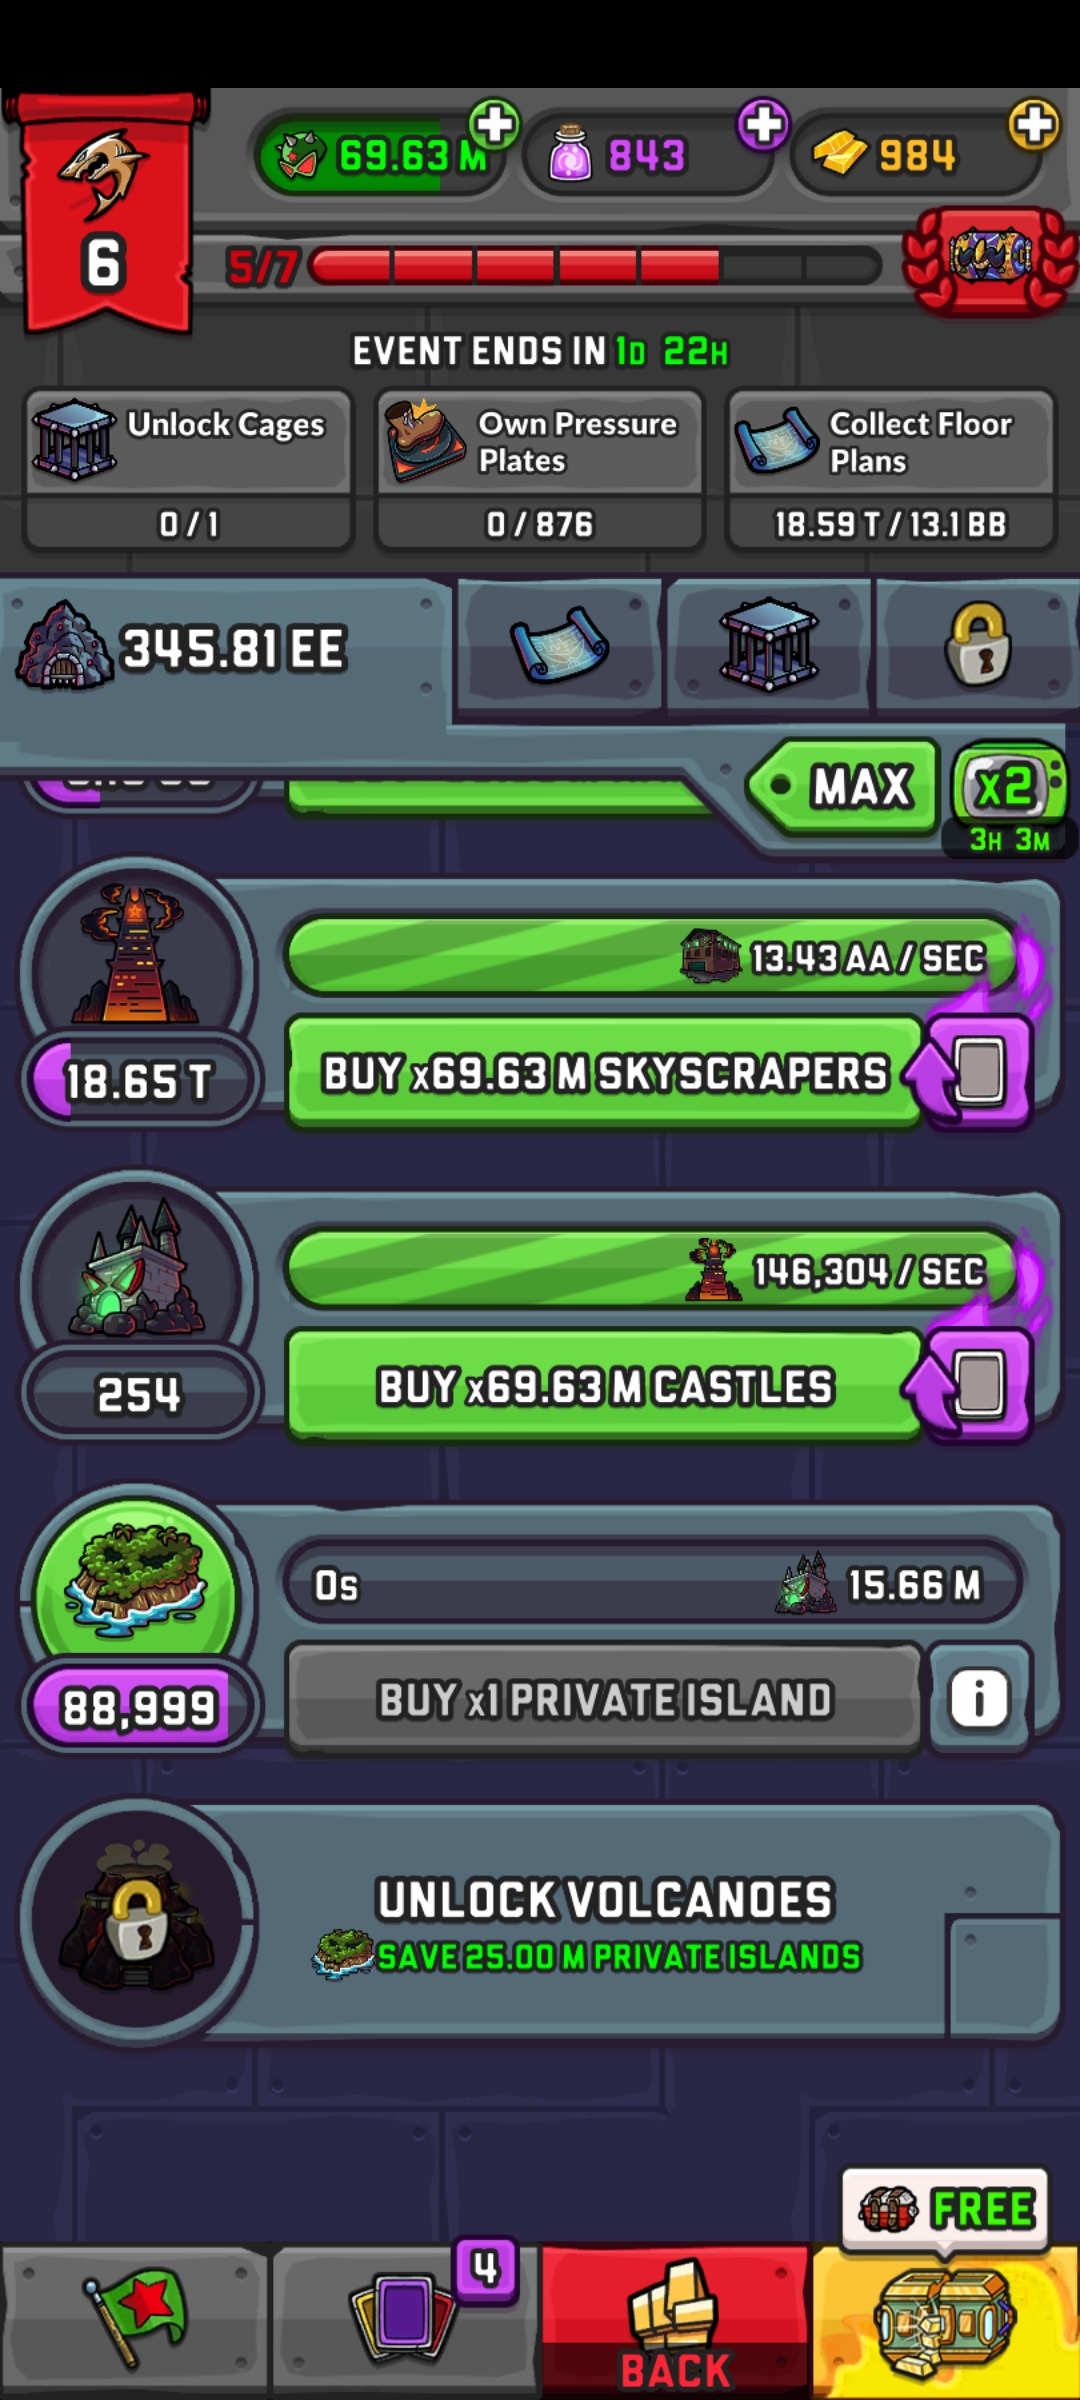 69.63 M
843
984
6
5/7
EVENT ENDS IN 1D 22H
Unlock Cages
0 / 1
Own Pressure
Plates
0 / 876
Collect Floor
Plans
18.59 T / 13.1 BB
345.81 EE
MAX
x2
3H 3M
13.43 AA / SEC
BUY x69.63 M SKYSCRAPERS
18.65 T
146,304 / SEC
BUY x69.63 M CASTLES
254
0s
15.66 M
BUY x1 PRIVATE ISLAND
i
88,999
UNLOCK VOLCANOES
SAVE 25.00 M PRIVATE ISLANDS
FREE
4
BACK